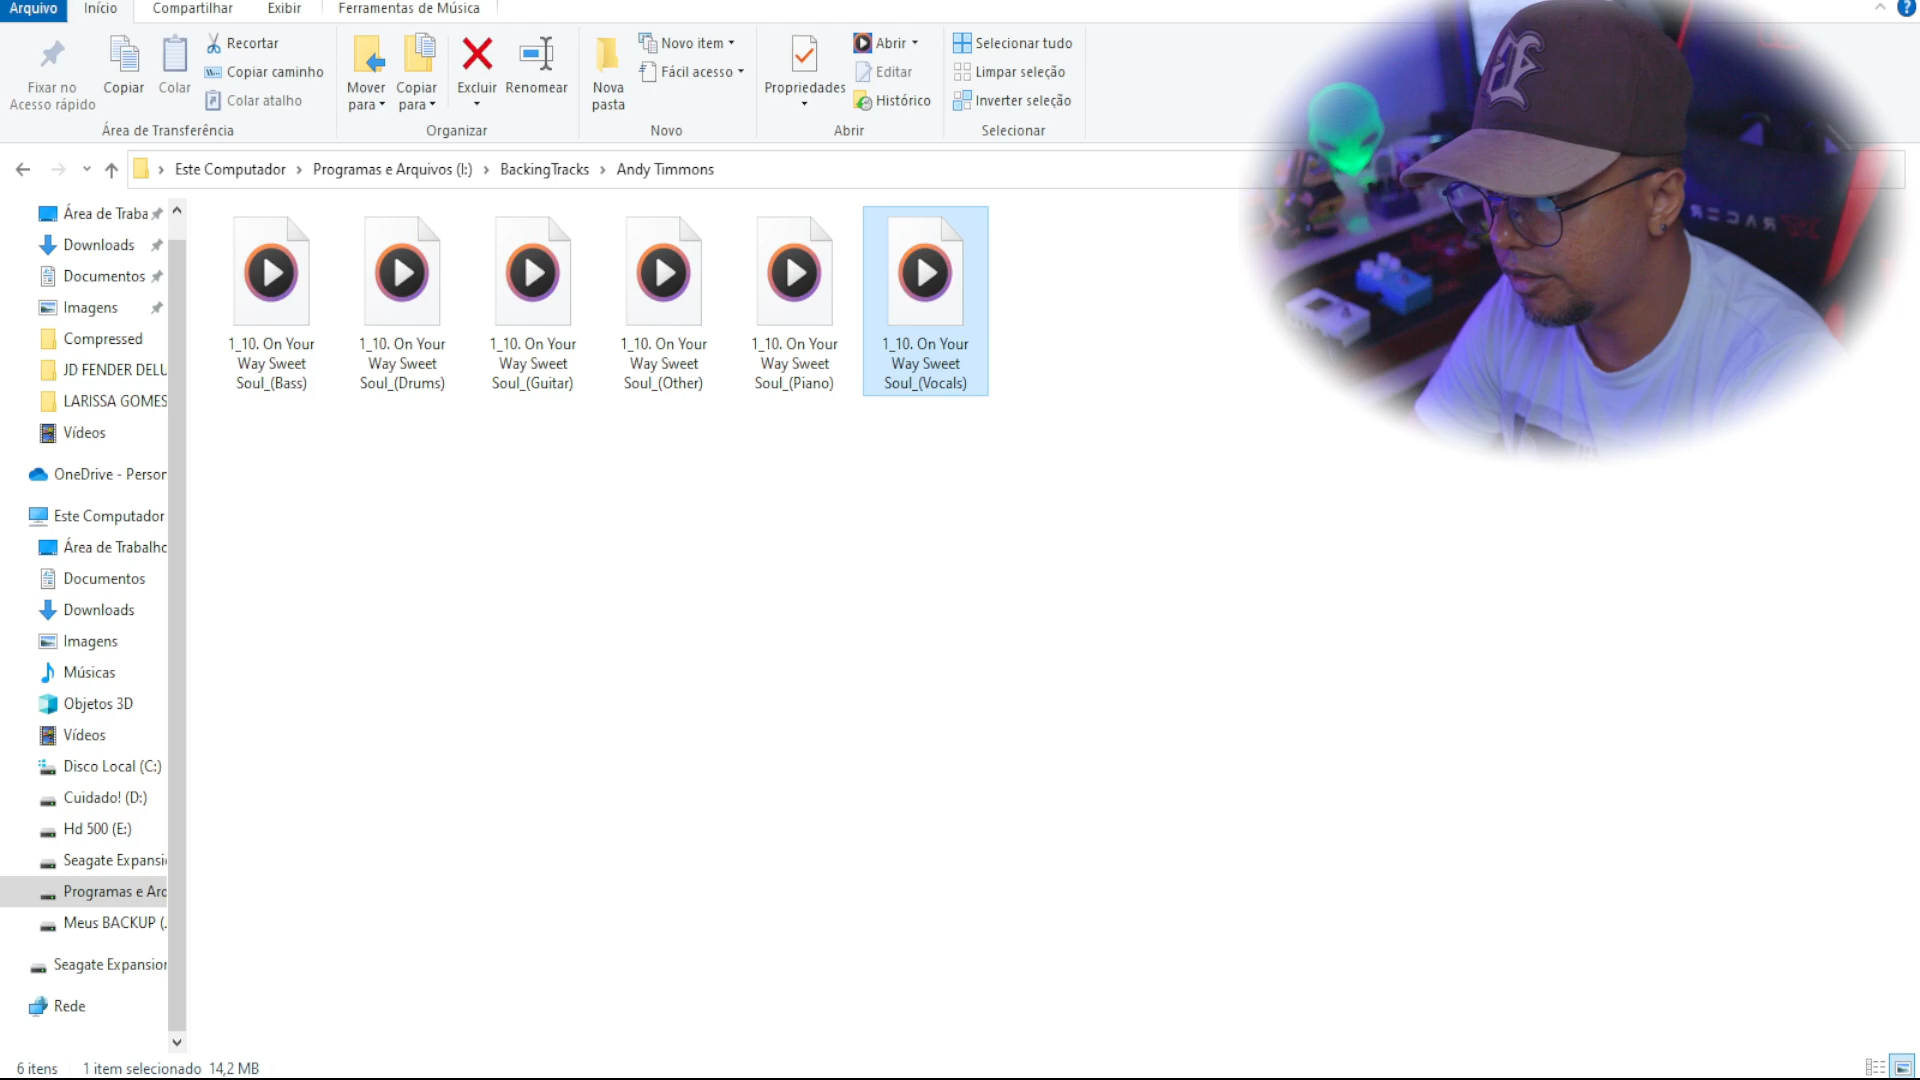 Arquivo Início Compartilhar Exibir Ferramentas de Música
Fixar no Acesso rápido
Copiar
Colar
Recortar
Copiar caminho
Colar atalho
Área de Transferência
Mover para
Copiar para
Excluir
Renomear
Organizar
Nova pasta
Novo item
Fácil acesso
Novo
Propriedades
Abrir
Editar
Histórico
Abrir
Selecionar tudo
Limpar seleção
Inverter seleção
Selecionar
Este Computador > Programas e Arquivos (I:) > BackingTracks > Andy Timmons
Área de Traba
Downloads
Documentos
Imagens
Compressed
JD FENDER DELU
LARISSA GOMES
Vídeos
OneDrive - Person
Este Computador
Área de Trabalho
Documentos
Downloads
Imagens
Músicas
Objetos 3D
Vídeos
Disco Local (C:)
Cuidado! (D:)
Hd 500 (E:)
Seagate Expansi
Programas e Arq
Meus BACKUP (
Seagate Expansion
Rede
1_10. On Your
Way Sweet
Soul_(Bass)
1_10. On Your
Way Sweet
Soul_(Drums)
1_10. On Your
Way Sweet
Soul_(Guitar)
1_10. On Your
Way Sweet
Soul_(Other)
1_10. On Your
Way Sweet
Soul_(Piano)
1_10. On Your
Way Sweet
Soul_(Vocals)
RACER
6 itens 1 item selecionado 14,2 MB